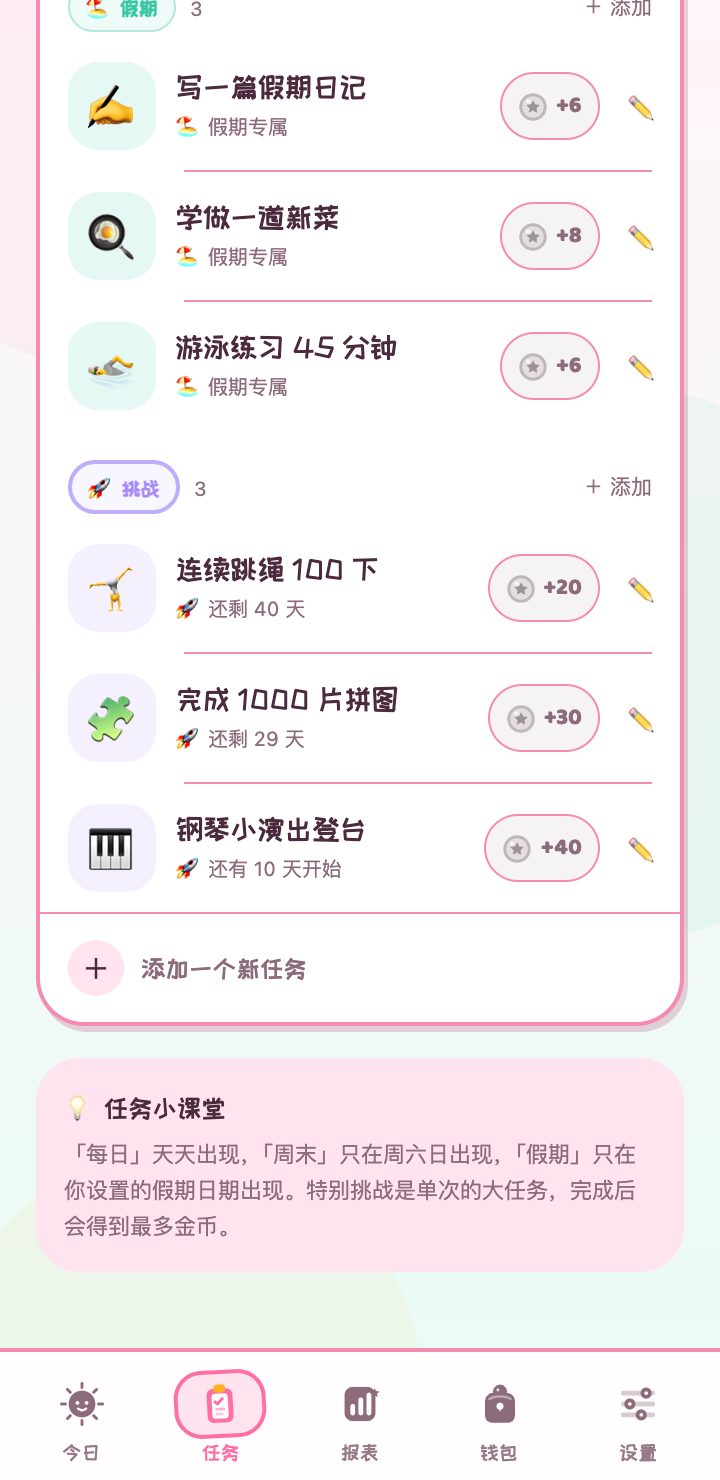 假期 3 + 添加
写一篇假期日记
假期专属
+6
学做一道新菜
假期专属
+8
游泳练习 45 分钟
假期专属
+6
挑战 3 + 添加
连续跳绳 100 下
还剩 40 天
+20
完成 1000 片拼图
还剩 29 天
+30
钢琴小演出登台
还有 10 天开始
+40
+ 添加一个新任务
任务小课堂
「每日」天天出现，「周末」只在周六日出现，「假期」只在
你设置的假期日期出现。特别挑战是单次的大任务，完成后
会得到最多金币。
今日 任务 报表 钱包 设置